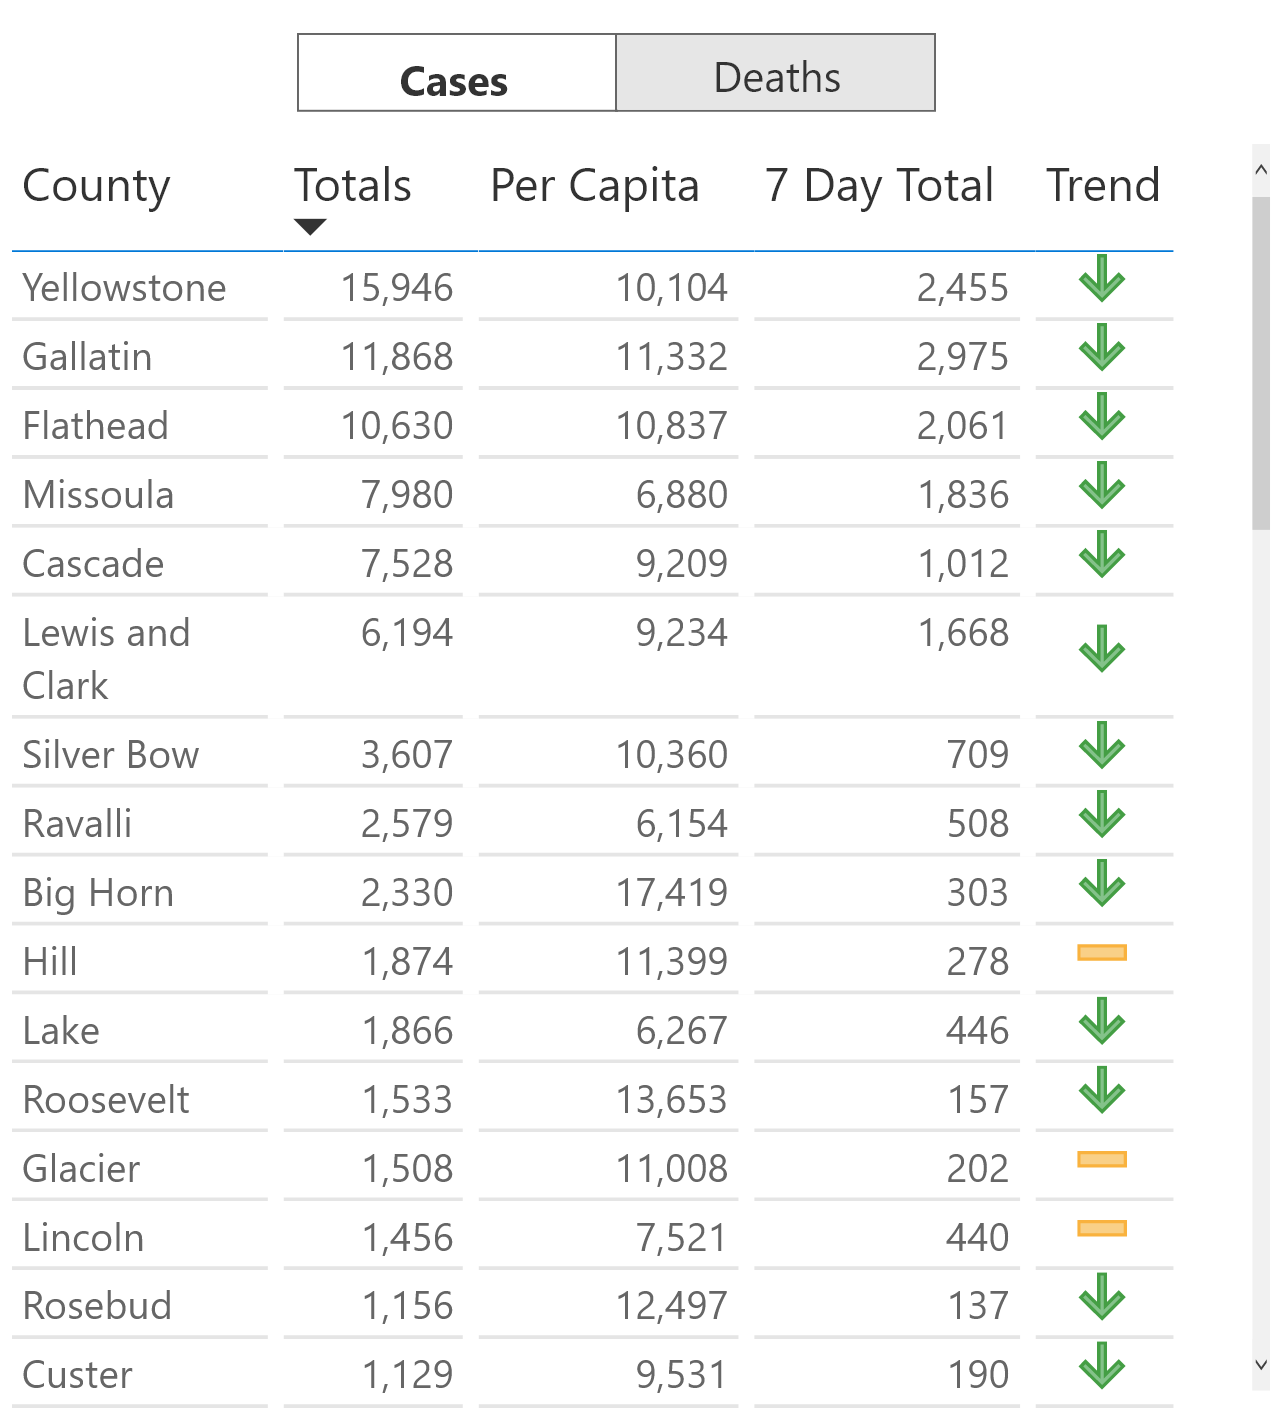 Cases Deaths
County Totals Per Capita 7 Day Total Trend
Yellowstone 15,946 10,104 2,455
Gallatin 11,868 11,332 2,975
Flathead 10,630 10,837 2,061
Missoula 7,980 6,880 1,836
Cascade 7,528 9,209 1,012
Lewis and 6,194 9,234 1,668
Clark
Silver Bow 3,607 10,360 709
Ravalli 2,579 6,154 508
Big Horn 2,330 17,419 303
Hill 1,874 11,399 278
Lake 1,866 6,267 446
Roosevelt 1,533 13,653 157
Glacier 1,508 11,008 202
Lincoln 1,456 7,521 440
Rosebud 1,156 12,497 137
Custer 1,129 9,531 190